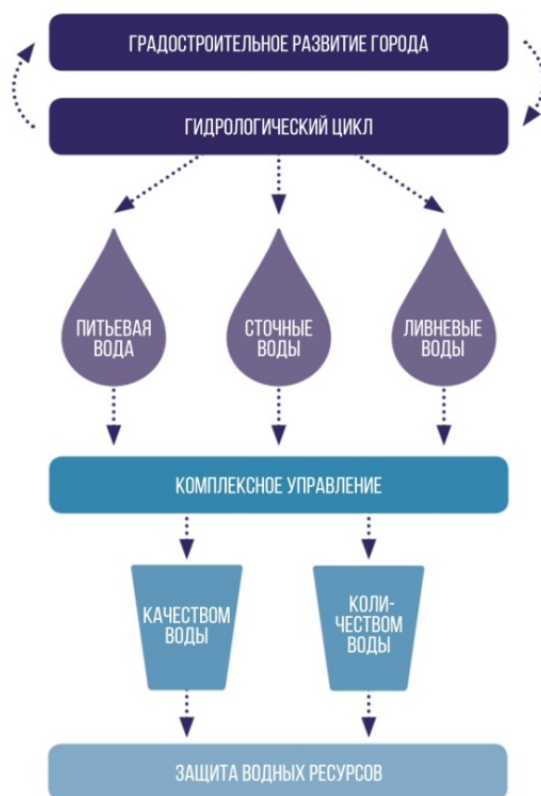 ГРАДОСТРОИТЕЛЬНОЕ РАЗВИТИЕ ГОРОДА
ГИДРОЛОГИЧЕСКИЙ ЦИКЛ
ПИТЬЕВАЯ
ВОДА
СТОЧНЫЕ
ВОДЫ
ЛИВНЕВЫЕ
ВОДЫ
КОМПЛЕКСНОЕ УПРАВЛЕНИЕ
КАЧЕСТВОМ
ВОДЫ
КОЛИ-
ЧЕСТВОМ
ВОДЫ
ЗАЩИТА ВОДНЫХ РЕСУРСОВ